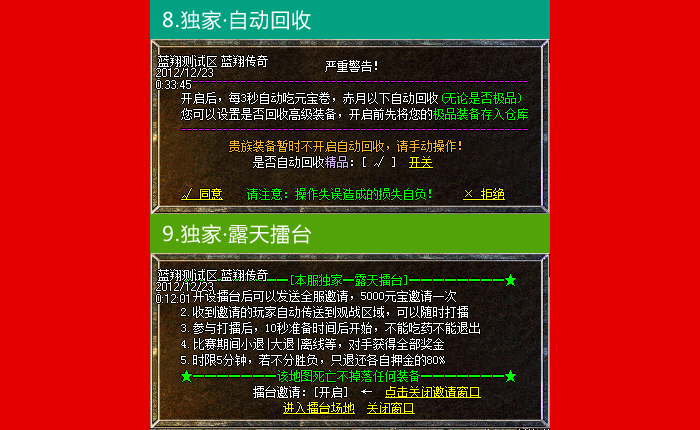 8.独家·自动回收
蓝翔测试区 蓝翔传奇
2012/12/23
0:33:45
严重警告!
开启后，每3秒自动吃元宝卷，赤月以下自动回收(无论是否极品)
您可以设置是否回收高级装备，开启前先将您的极品装备存入仓库
贵族装备暂时不开启自动回收，请手动操作!
是否自动回收精品：[ √ ] 开关
√ 同意 请注意：操作失误造成的损失自负! × 拒绝
9.独家·露天擂台
蓝翔测试区 蓝翔传奇
2012/12/23
0:12:01
——[本服独家—露天擂台]————————★
开设擂台后可以发送全服邀请，5000元宝邀请一次
2. 收到邀请的玩家自动传送到观战区域，可以随时打擂
3. 参与打擂后，10秒准备时间后开始，不能吃药不能退出
4. 比赛期间小退|大退|离线等，对手获得全部奖金
5. 时限5分钟，若不分胜负，只退还各自押金的80%
★———————该地图死亡不掉落任何装备———————★
擂台邀请：[开启] ← 点击关闭邀请窗口
进入擂台场地 关闭窗口